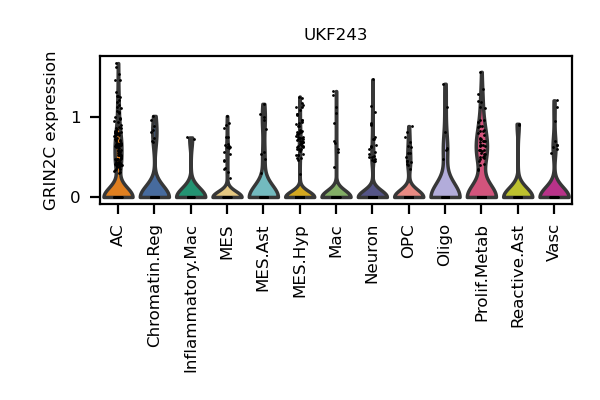 UKF243
GRIN2C expression
1
0
AC
Chromatin.Reg
Inflammatory.Mac
MES
MES.Ast
MES.Hyp
Mac
Neuron
OPC
Oligo
Prolif.Metab
Reactive.Ast
Vasc